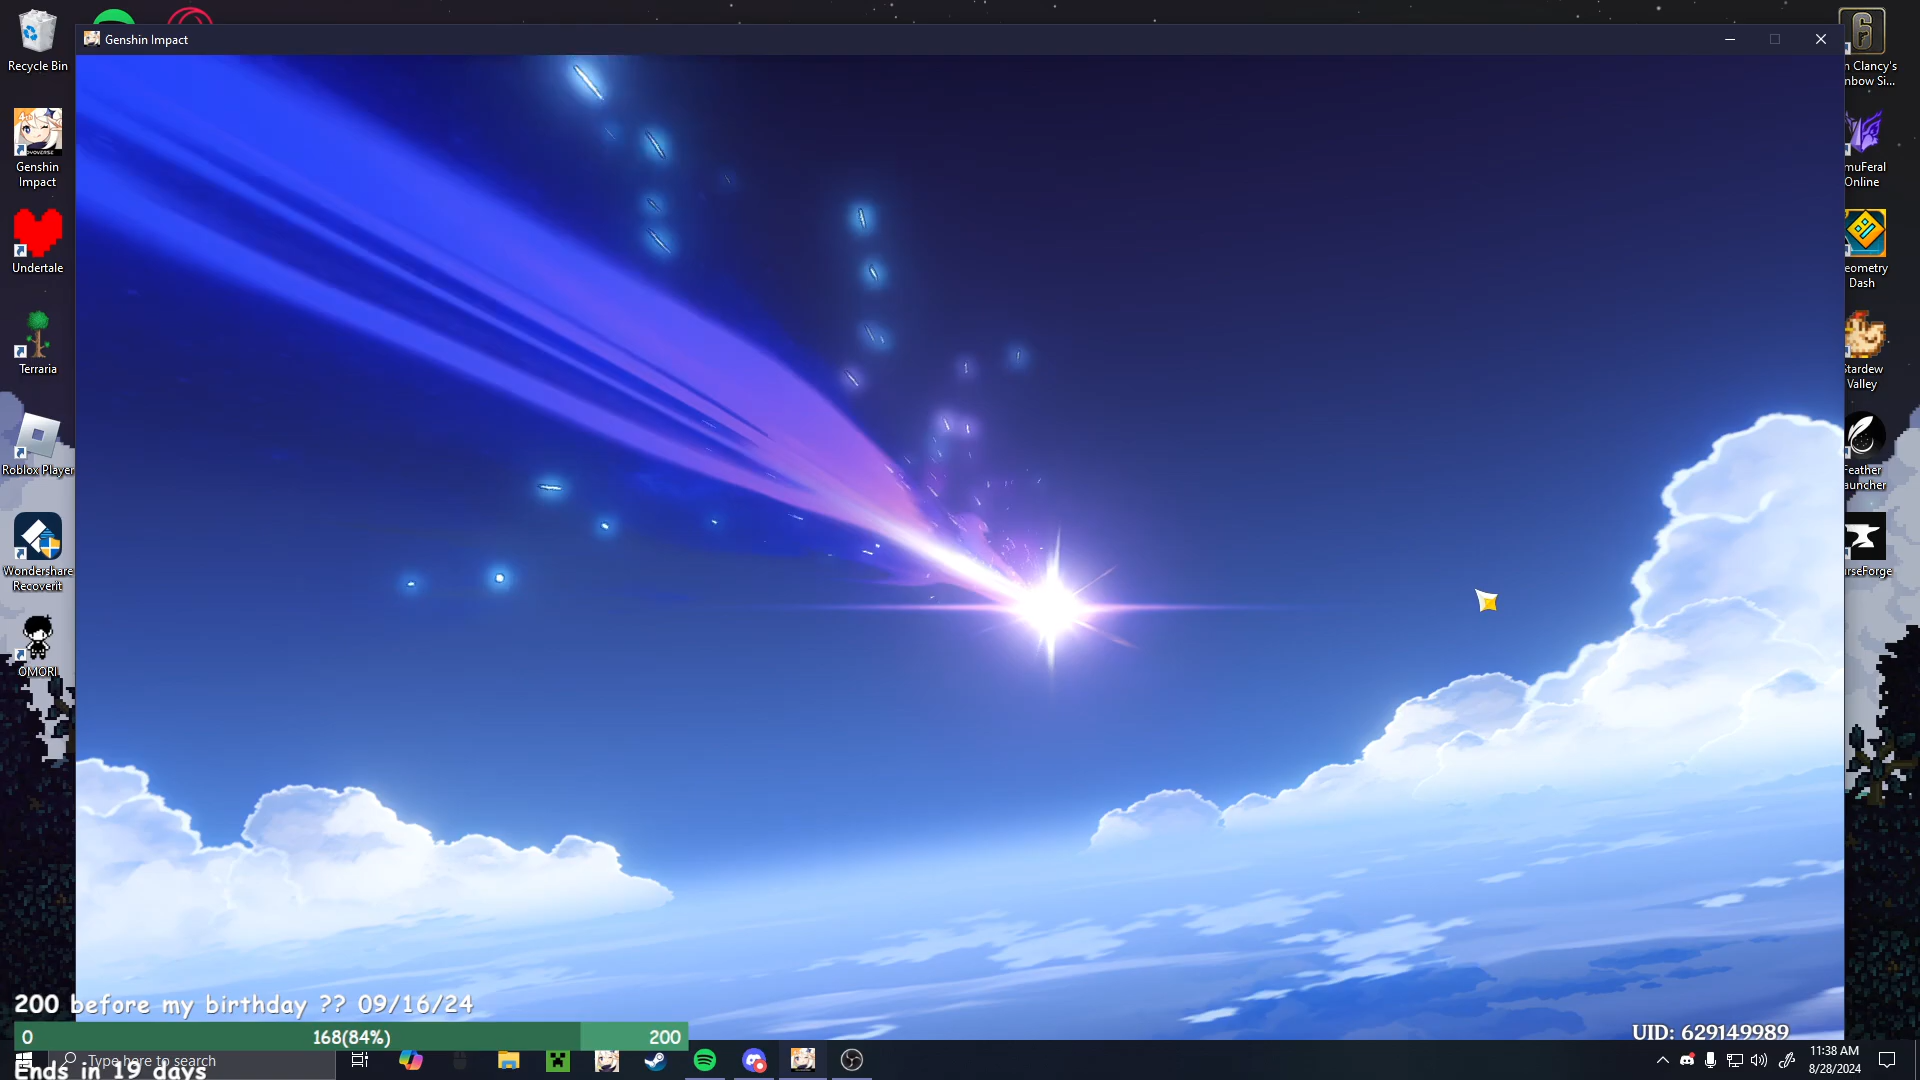 Genshin Impact
Recycle Bin
Genshin
Impact
Undertale
Terraria
Roblox Player
Wondershare
Recoverit
OMORI
n Clancy's
nbow Si...
muFeral
Online
eometry
Dash
Stardew
Valley
Feather
auncher
urseForge
UID: 629149989
200 before my birthday ?? 09/16/24
0 168(84%) 200
Type here to search
Ends in 19 days
11:38 AM
8/28/2024